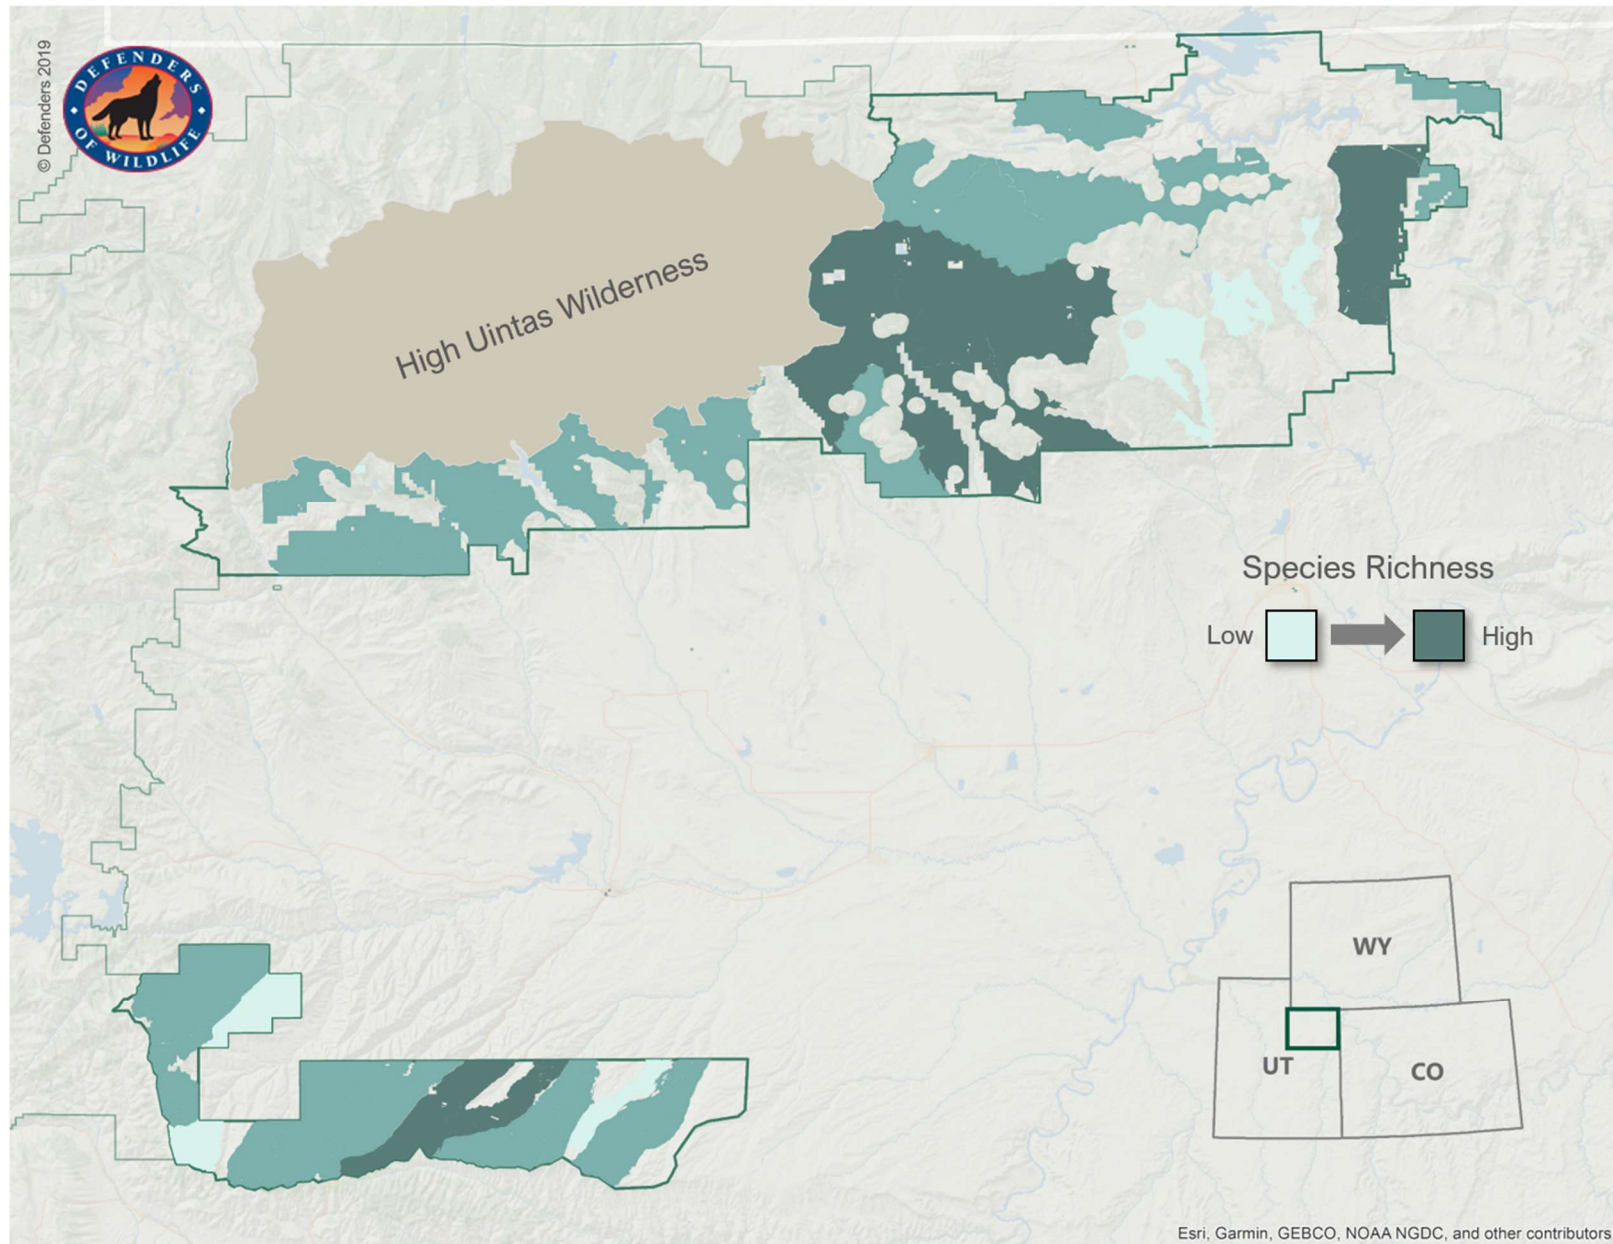 © Defenders 2019
DEFENDERS
OF WILDLIFE
High Uintas Wilderness
Species Richness
Low
High
WY
UT
CO
Esri, Garmin, GEBCO, NOAA NGDC, and other contributors